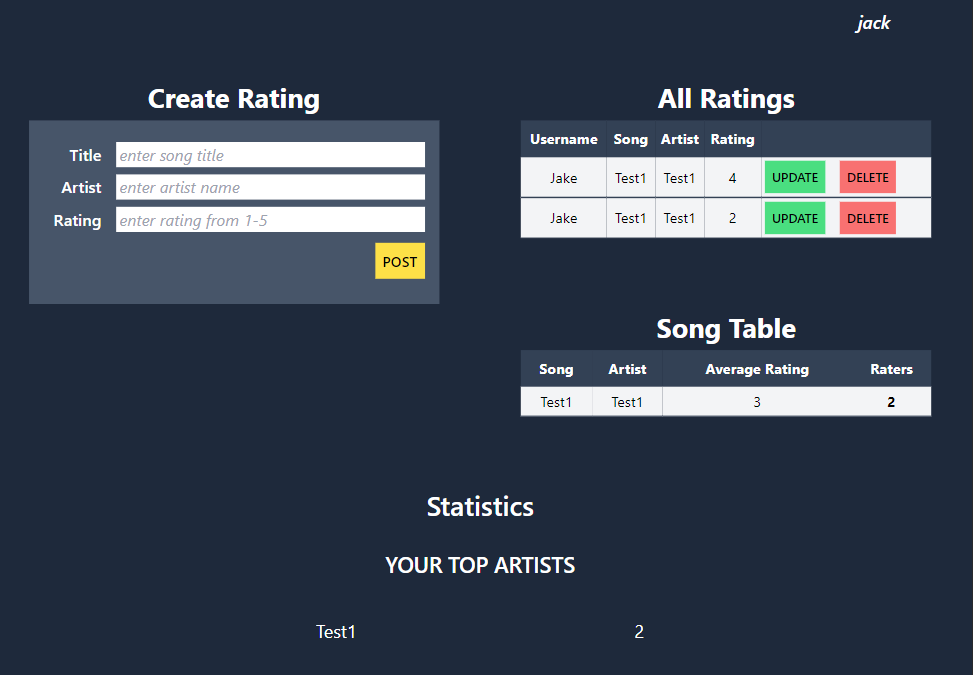 jack
Create Rating
Title enter song title
Artist enter artist name
Rating enter rating from 1-5
POST
All Ratings
Username Song Artist Rating
Jake Test1 Test1 4 UPDATE DELETE
Jake Test1 Test1 2 UPDATE DELETE
Song Table
Song Artist Average Rating Raters
Test1 Test1 3 2
Statistics
YOUR TOP ARTISTS
Test1 2